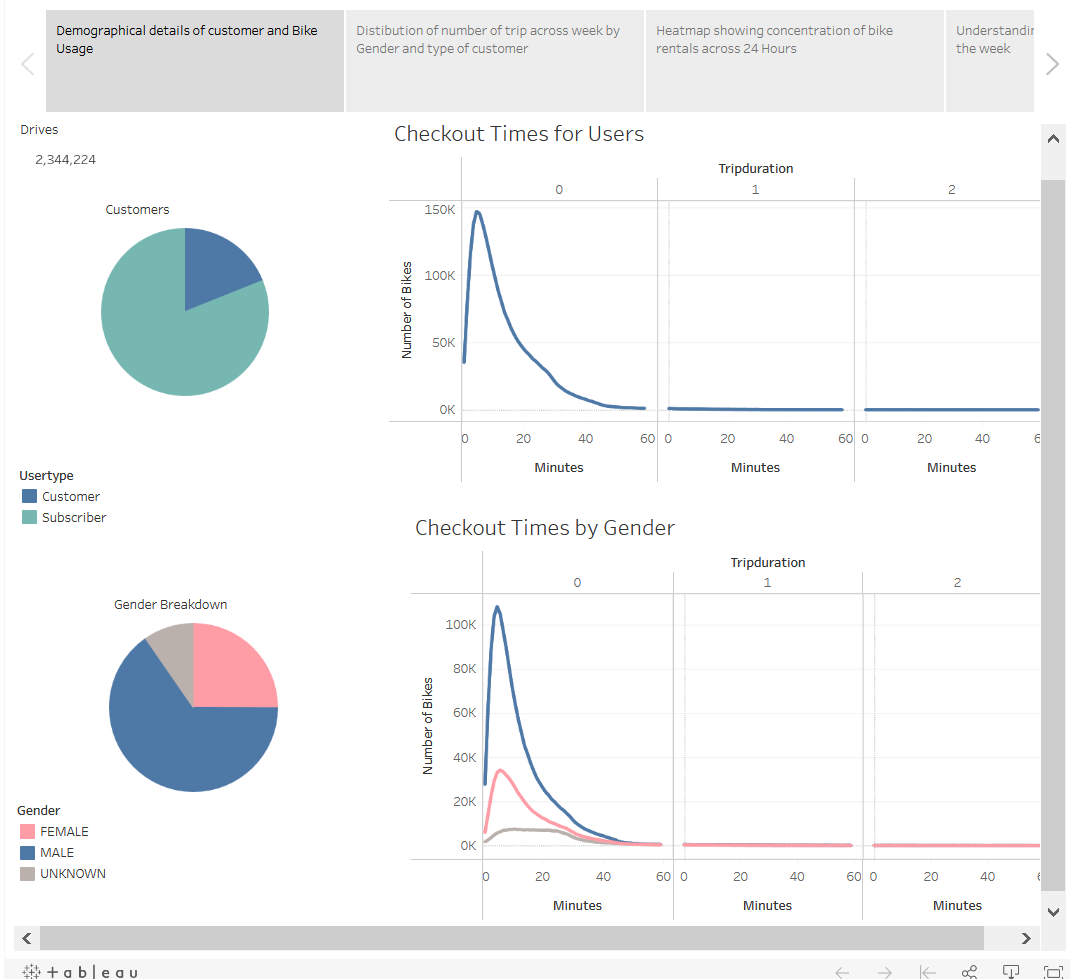 Demographical details of customer and Bike
Usage
Distibution of number of trip across week by
Gender and type of customer
Heatmap showing concentration of bike
rentals across 24 Hours
the week
Drives
2,344,224
Customers
Usertype
Customer
Subscriber
Gender Breakdown
Gender
FEMALE
MALE
UNKNOWN
Checkout Times for Users
Tripduration
0 1 2
Number of Bikes
150K
100K
50K
0K
0 20 40 60 0 20 40 60 0 20 40
Minutes Minutes Minutes
Checkout Times by Gender
Tripduration
0 1 2
Number of Bikes
100K
80K
60K
40K
20K
0K
0 20 40 60 0 20 40 60 0 20 40
Minutes Minutes Minutes
+ a b | e a u